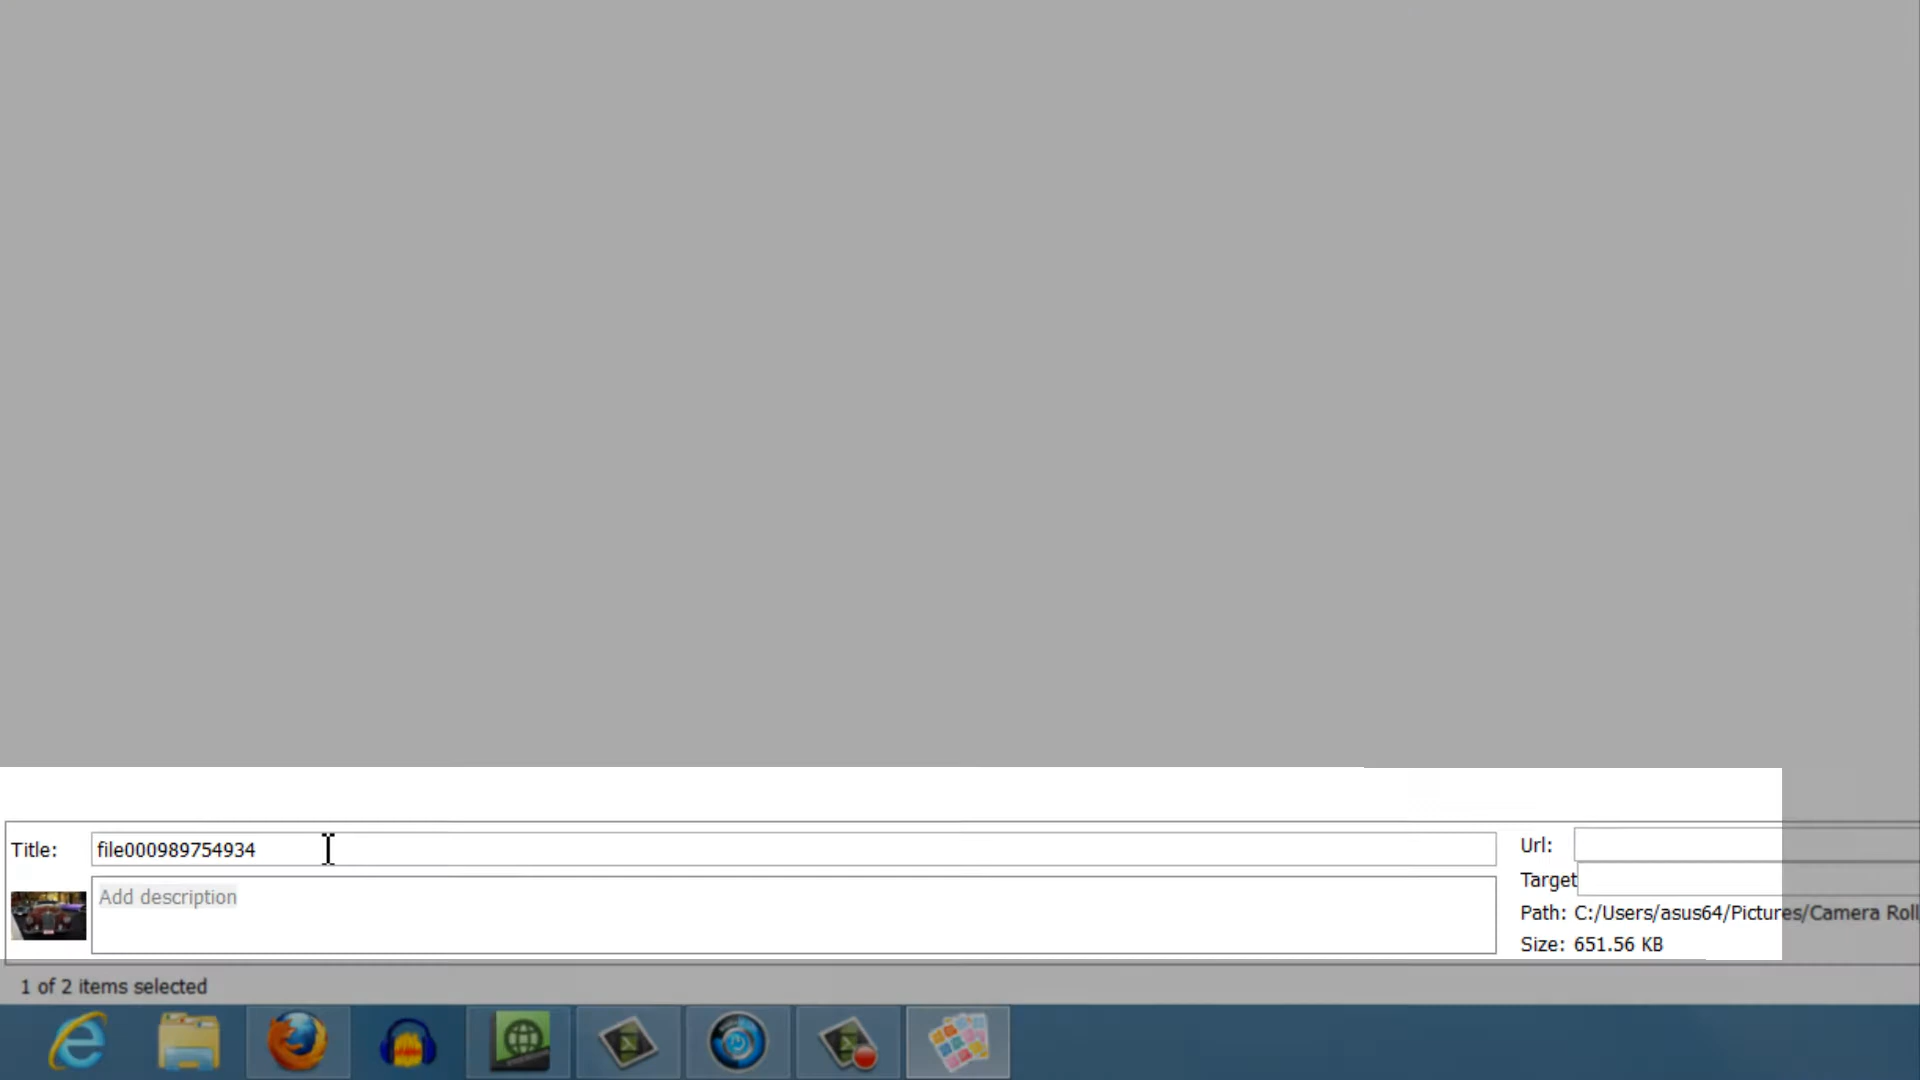 Title: file000989754934
Add description
Url:
Target
Path: C:/Users/asus64/Pictures/Camera Roll
Size: 651.56 KB
1 of 2 items selected